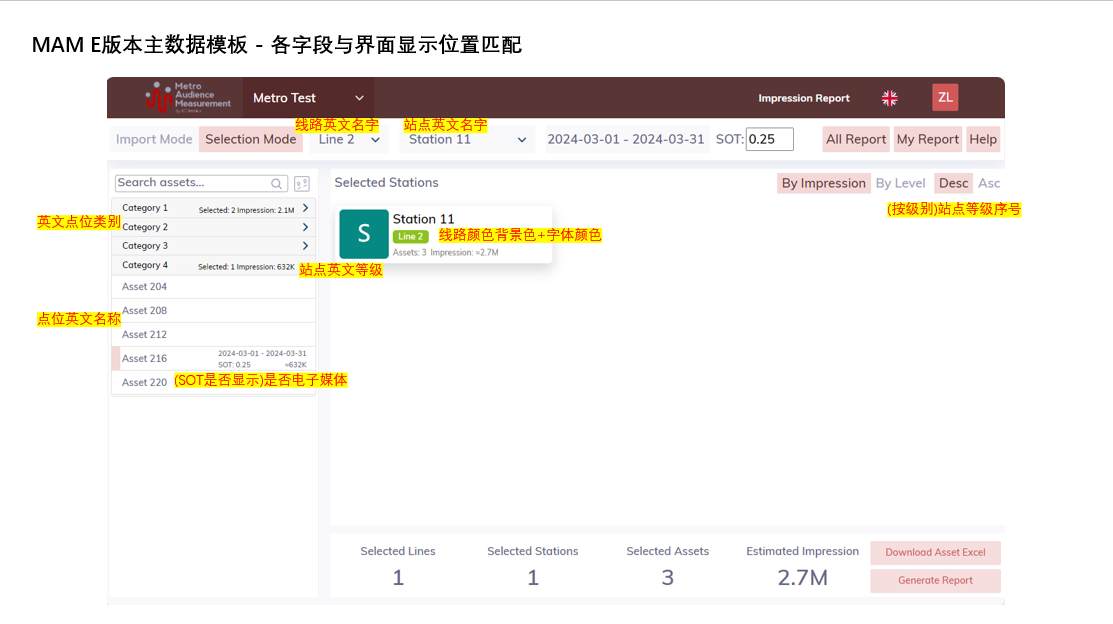 MAM E版本主数据模板 - 各字段与界面显示位置匹配
Metro
Audience
Measurement
Metro Test
Impression Report
ZL
线路英文名字
站点英文名字
Import Mode
Selection Mode
Line 2
Station 11
2024-03-01 - 2024-03-31
SOT: 0.25
All Report
My Report
Help
Search assets...
Selected Stations
By Impression
By Level
Desc
Asc
(按级别)站点等级序号
Category 1
Selected: 2 Impression: 2.1M
英文点位类别
Category 2
Category 3
Category 4
Selected: 1 Impression: 632K
站点英文等级
S
Station 11
Line 2
线路颜色背景色+字体颜色
Assets: 3 Impression: ≈2.7M
Asset 204
Asset 208
点位英文名称
Asset 212
Asset 216
2024-03-01 - 2024-03-31
SOT: 0.25
≈632K
Asset 220
(SOT是否显示)是否电子媒体
Selected Lines
1
Selected Stations
1
Selected Assets
3
Estimated Impression
2.7M
Download Asset Excel
Generate Report